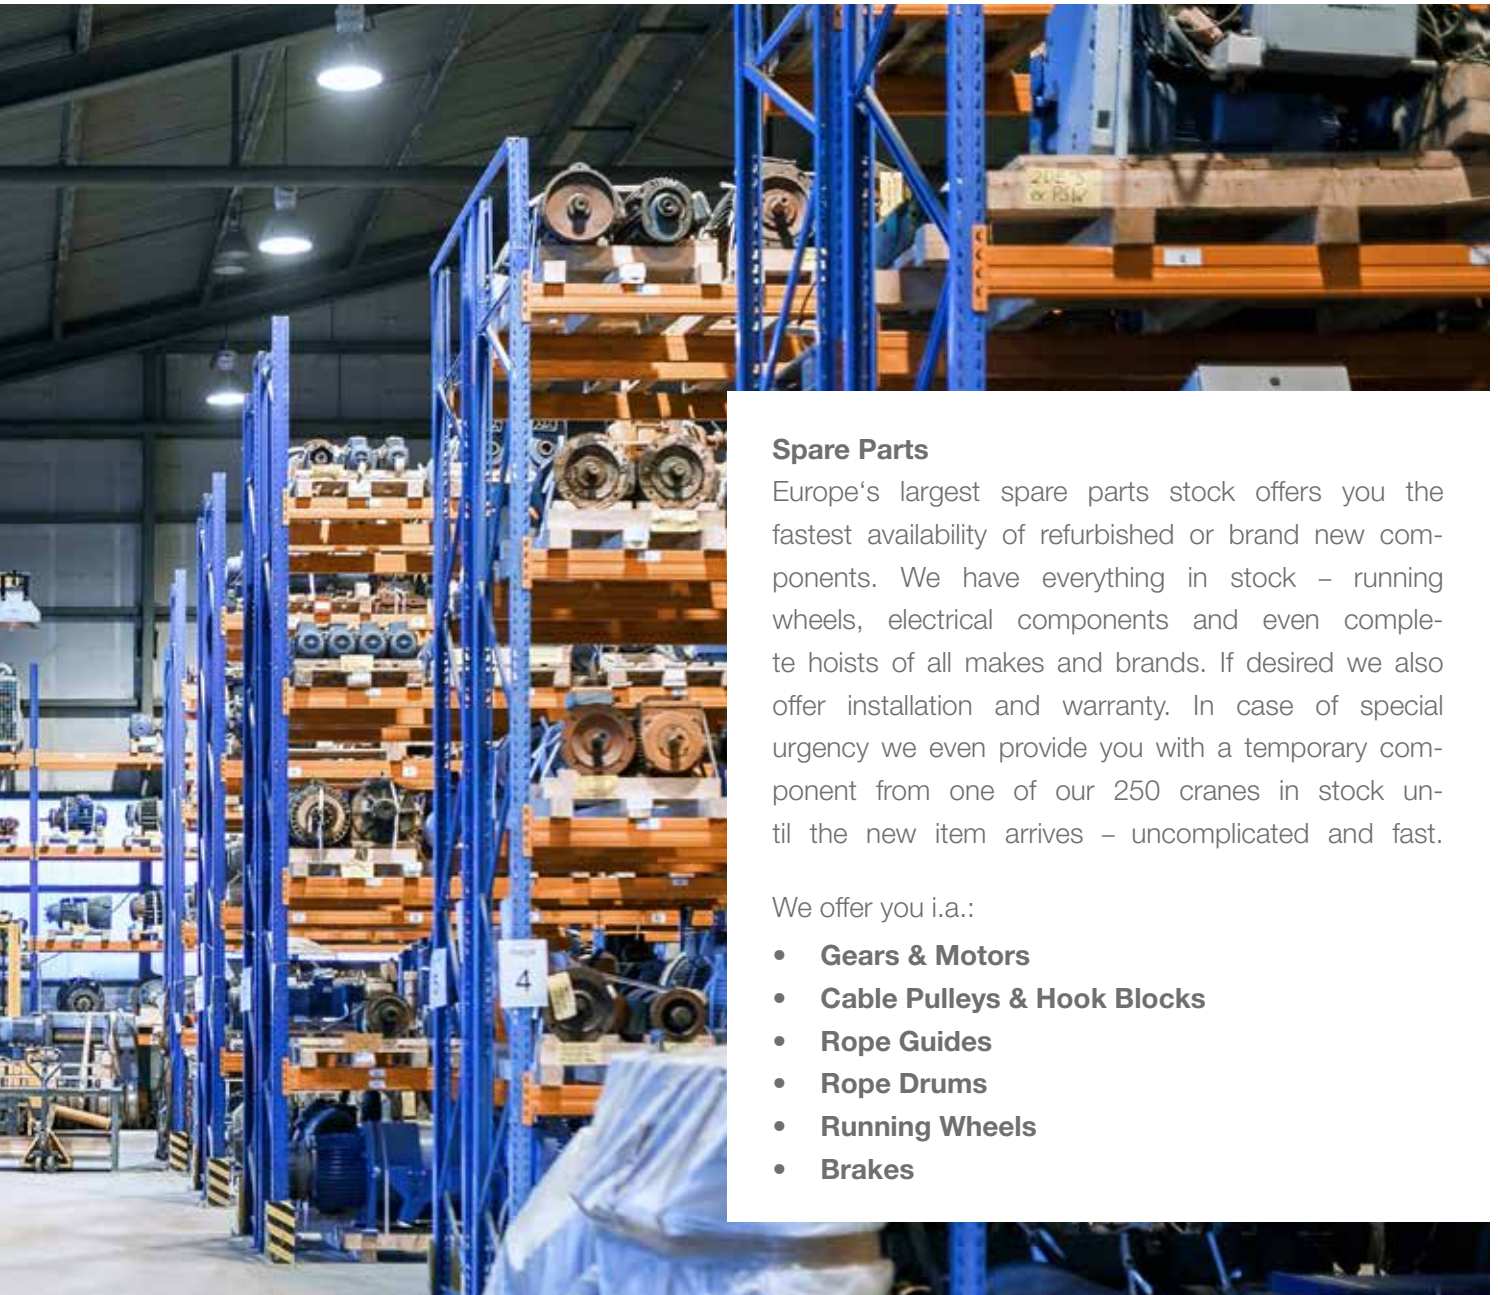 Spare Parts
Europe‘s largest spare parts stock offers you the
fastest availability of refurbished or brand new com-
ponents. We have everything in stock – running
wheels, electrical components and even comple-
te hoists of all makes and brands. If desired we also
offer installation and warranty. In case of special
urgency we even provide you with a temporary com-
ponent from one of our 250 cranes in stock un-
til the new item arrives – uncomplicated and fast.
We offer you i.a.:
• Gears & Motors
• Cable Pulleys & Hook Blocks
• Rope Guides
• Rope Drums
• Running Wheels
• Brakes
4